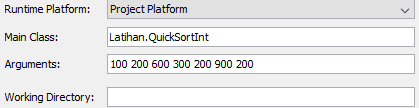 Runtime Platform: Project Platform
Main Class: Latihan.QuickSortInt
Arguments: 100 200 600 300 200 900 200
Working Directory: